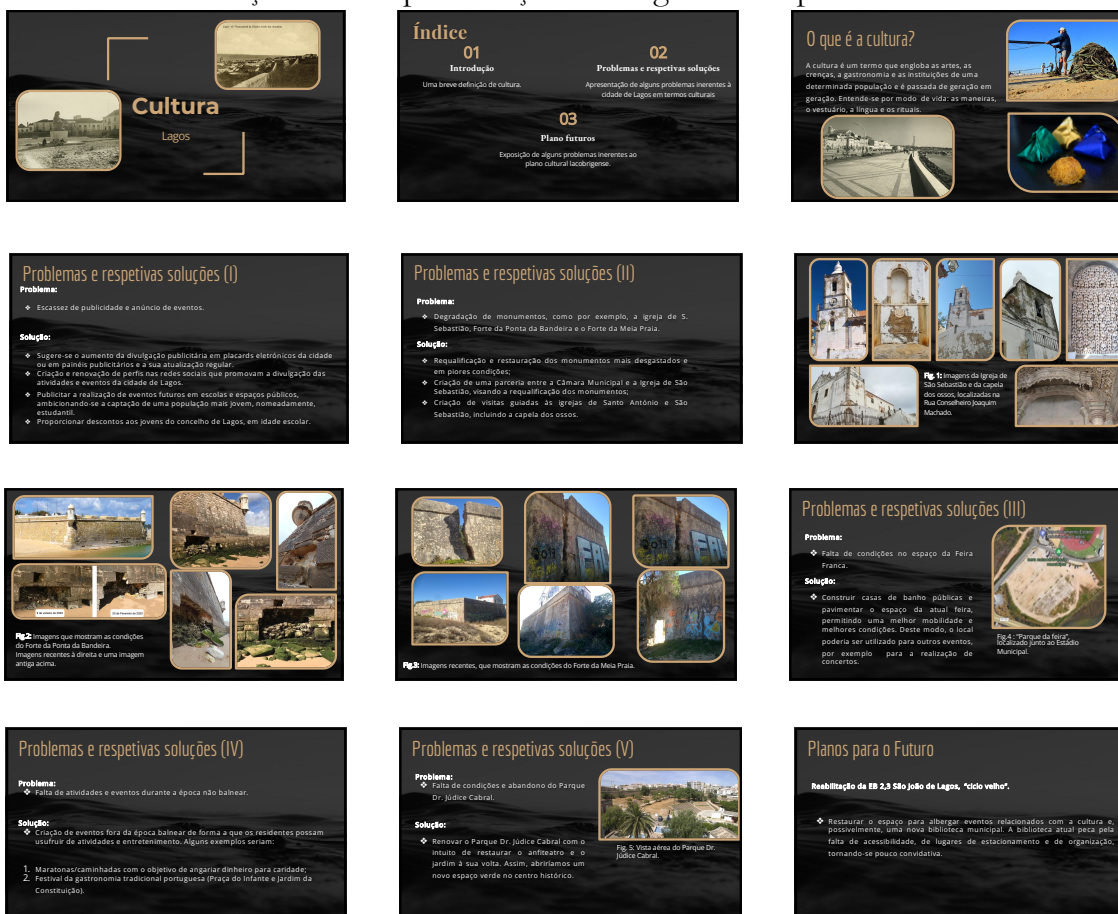 Cultura
Lagos
Índice
01
Introdução
Uma breve definição de cultura.
02
Problemas e respetivas soluções
Apresentação de alguns problemas inerentes à
cidade de Lagos em termos culturais
03
Plano futuros
Exposição de alguns problemas inerentes ao
plano cultural lacobrigense.
O que é a cultura?
A cultura é um termo que engloba as artes, as
crenças, a gastronomia e as instituições de uma
determinada população e é passada de geração em
geração. Entende-se por modo de vida: as maneiras,
o vestuário, a língua e os rituais.
Problemas e respetivas soluções (I)
Problema:
❖ Escassez de publicidade e anúncio de eventos.
Solução:
❖ Sugere-se o aumento da divulgação publicitária em placards eletrónicos da cidade
ou em painéis publicitários e a sua atualização regular.
❖ Criação e renovação de perfis nas redes sociais que promovam a divulgação das
atividades e eventos da cidade de Lagos.
❖ Publicitar a realização de eventos futuros em escolas e espaços públicos,
ambicionando-se a captação de uma população mais jovem, nomeadamente,
estudantil.
❖ Proporcionar descontos aos jovens do concelho de Lagos, em idade escolar.
Problemas e respetivas soluções (II)
Problema:
❖ Degradação de monumentos, como por exemplo, a igreja de S.
Sebastião, Forte da Ponta da Bandeira e o Forte da Meia Praia.
Solução:
❖ Requalificação e restauração dos monumentos mais desgastados e
em piores condições;
❖ Criação de uma parceria entre a Câmara Municipal e a Igreja de São
Sebastião, visando a requalificação dos monumentos;
❖ Criação de visitas guiadas às igrejas de Santo António e São
Sebastião, incluindo a capela dos ossos.
Fig. 1: Imagens da Igreja de
São Sebastião e da capela
dos ossos, localizadas na
Rua Conselheiro Joaquim
Machado.
Fig.2: Imagens que mostram as condições
do Forte da Ponta da Bandeira.
Imagens recentes à direita e uma imagem
antiga acima.
Fig.3: Imagens recentes, que mostram as condições do Forte da Meia Praia.
Problemas e respetivas soluções (III)
Problema:
❖ Falta de condições no espaço da Feira
Franca.
Solução:
❖ Construir casas de banho públicas e
pavimentar o espaço da atual feira,
permitindo uma melhor mobilidade e
melhores condições. Deste modo, o local
poderia ser utilizado para outros eventos,
por exemplo para a realização de
concertos.
Fig.4 : "Parque da feira",
localizado junto ao Estádio
Municipal.
Problemas e respetivas soluções (IV)
Problema:
❖ Falta de atividades e eventos durante a época não balnear.
Solução:
❖ Criação de eventos fora da época balnear de forma a que os residentes possam
usufruir de atividades e entretenimento. Alguns exemplos seriam:
1. Maratonas/caminhadas com o objetivo de angariar dinheiro para caridade;
2. Festival da gastronomia tradicional portuguesa (Praça do Infante e Jardim da
Constituição).
Problemas e respetivas soluções (V)
Problema:
❖ Falta de condições e abandono do Parque
Dr. Júdice Cabral.
Solução:
❖ Renovar o Parque Dr. Júdice Cabral com o
intuito de restaurar o anfiteatro e o
jardim à sua volta. Assim, abriríamos um
novo espaço verde no centro histórico.
Fig. 5: Vista aérea do Parque Dr.
Júdice Cabral.
Planos para o Futuro
Reabilitação da EB 2,3 São João de Lagos, "ciclo velho".
❖ Restaurar o espaço para albergar eventos relacionados com a cultura e,
possivelmente, uma nova biblioteca municipal. A biblioteca atual peca pela
falta de acessibilidade, de lugares de estacionamento e de organização,
tornando-se pouco convidativa.